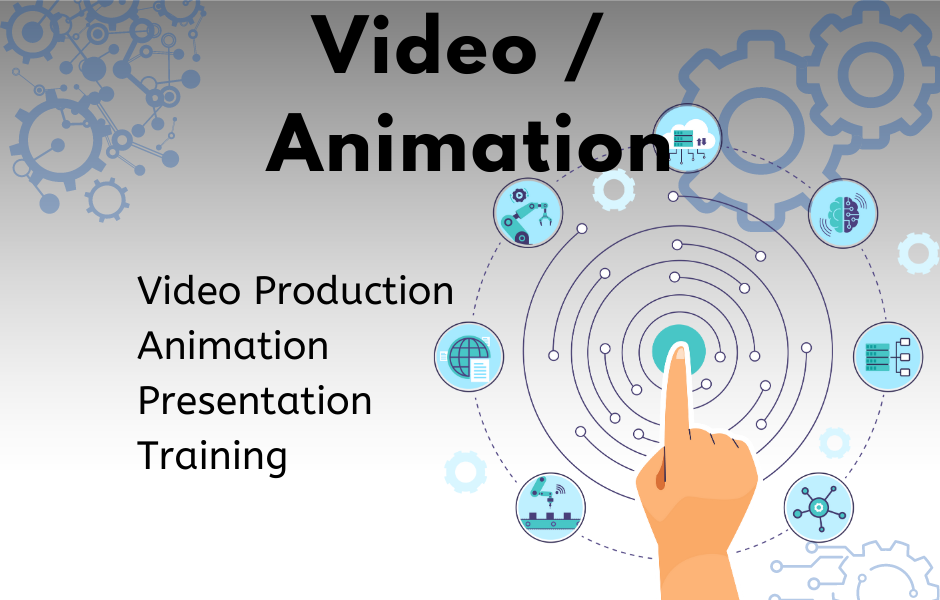 Video /
Animation
Video Production
Animation
Presentation
Training